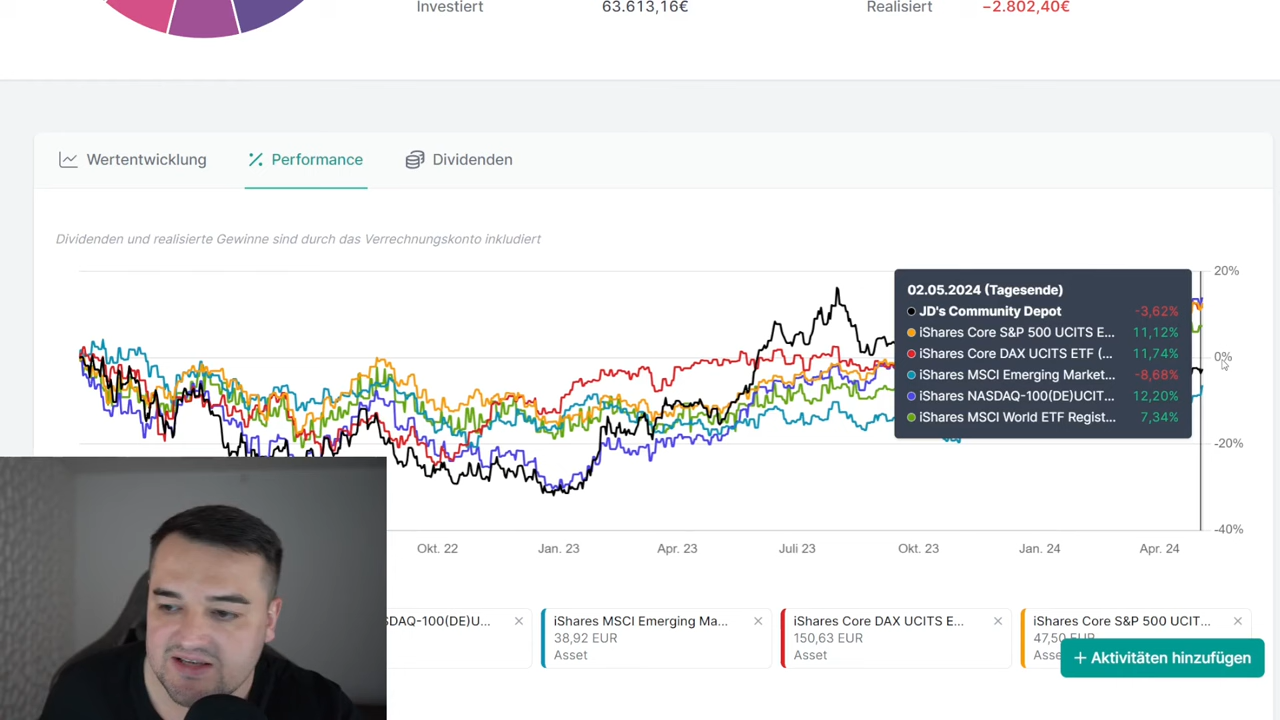 Investiert 63.613,16€ Realisiert −2.802,40€
Wertentwicklung Performance Dividenden
Dividenden und realisierte Gewinne sind durch das Verrechnungskonto inkludiert
20%
02.05.2024 (Tagesende)
JD's Community Depot -3,62%
iShares Core S&P 500 UCITS E... 11,12%
iShares Core DAX UCITS ETF (... 11,74%
0%
iShares MSCI Emerging Market... -8,68%
iShares NASDAQ-100(DE)UCIT... 12,20%
iShares MSCI World ETF Regist... 7,34%
-20%
-40%
Okt. 22 Jan. 23 Apr. 23 Juli 23 Okt. 23 Jan. 24 Apr. 24
SDAQ-100(DE)U...
iShares MSCI Emerging Ma...
38,92 EUR
Asset
iShares Core DAX UCITS E...
150,63 EUR
Asset
iShares Core S&P 500 UCIT...
47,50 EUR
Asse
+ Aktivitäten hinzufügen